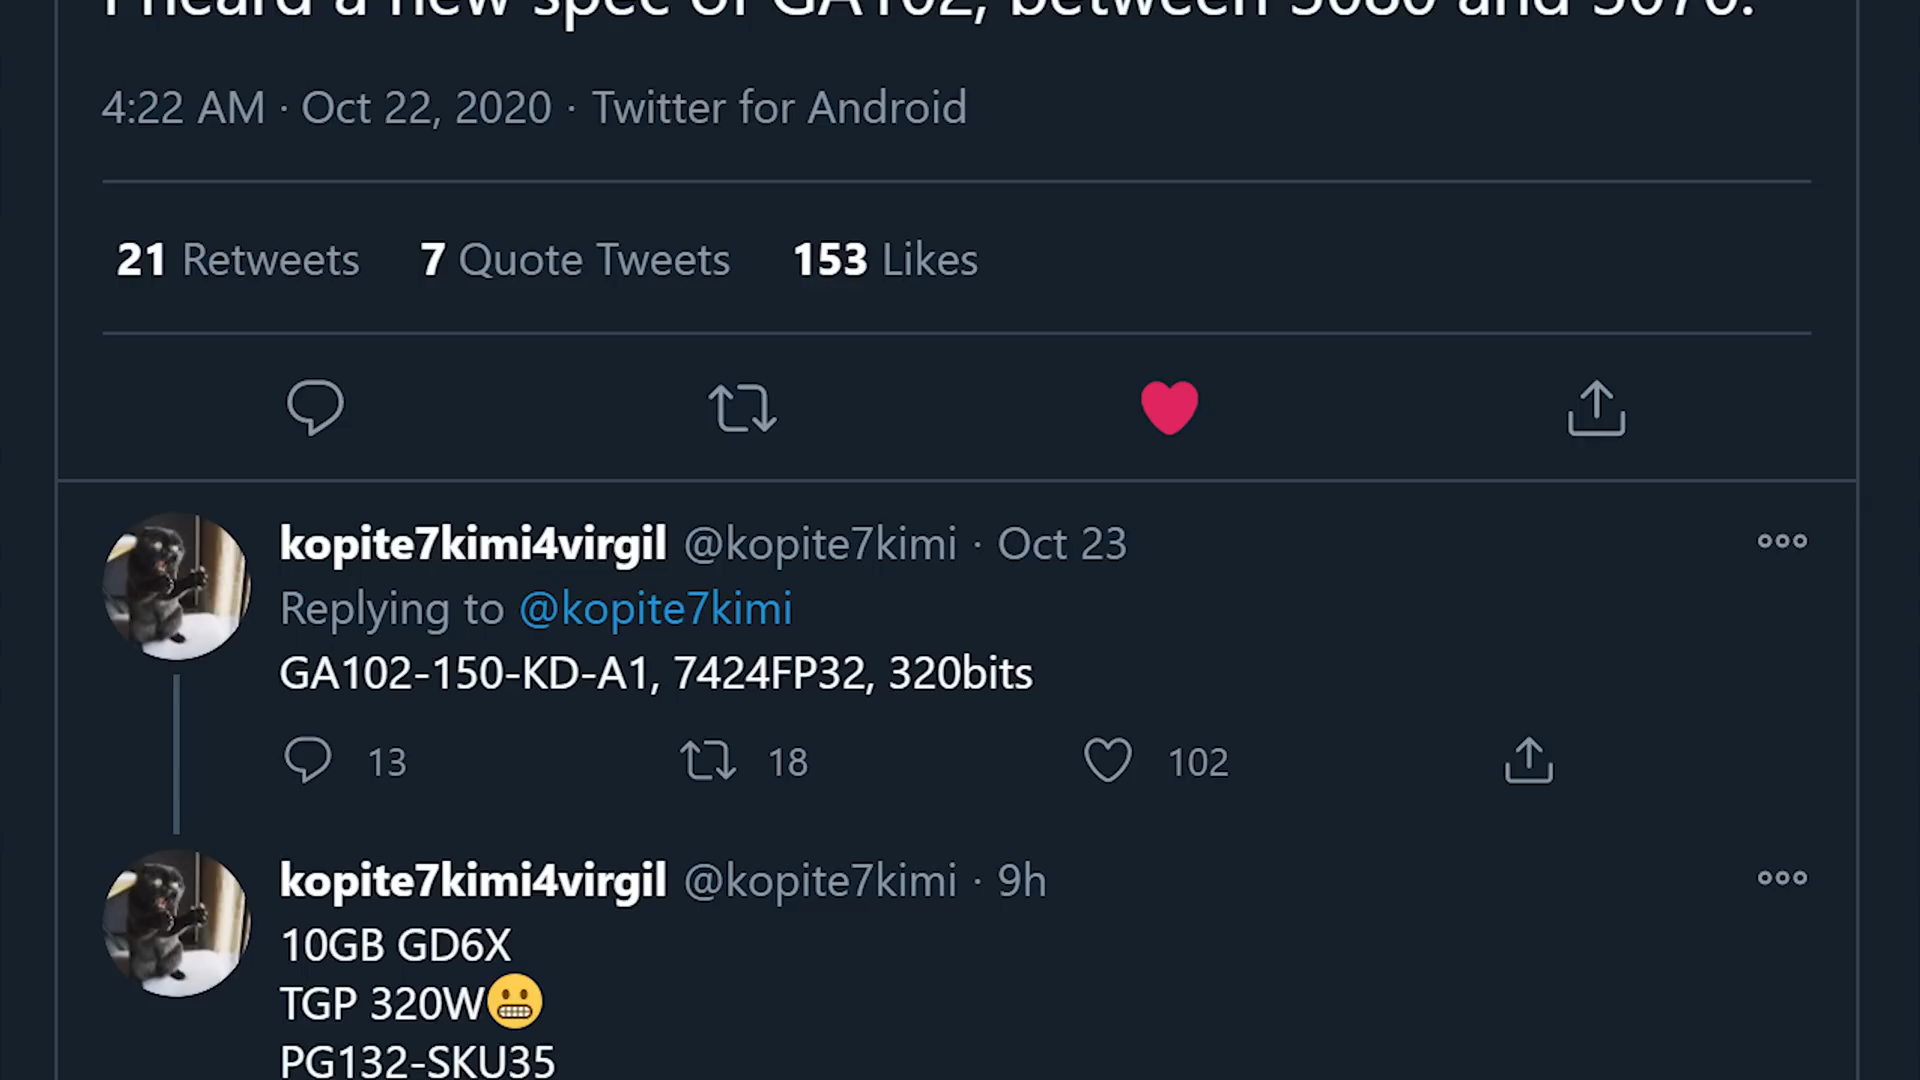 I heard a new spec of GA102, between 3080 and 3070.
4:22 AM · Oct 22, 2020 · Twitter for Android
21 Retweets 7 Quote Tweets 153 Likes
kopite7kimi4virgil @kopite7kimi · Oct 23
Replying to @kopite7kimi
GA102-150-KD-A1, 7424FP32, 320bits
13 18 102
kopite7kimi4virgil @kopite7kimi · 9h
10GB GD6X
TGP 320W😬
PG132-SKU35